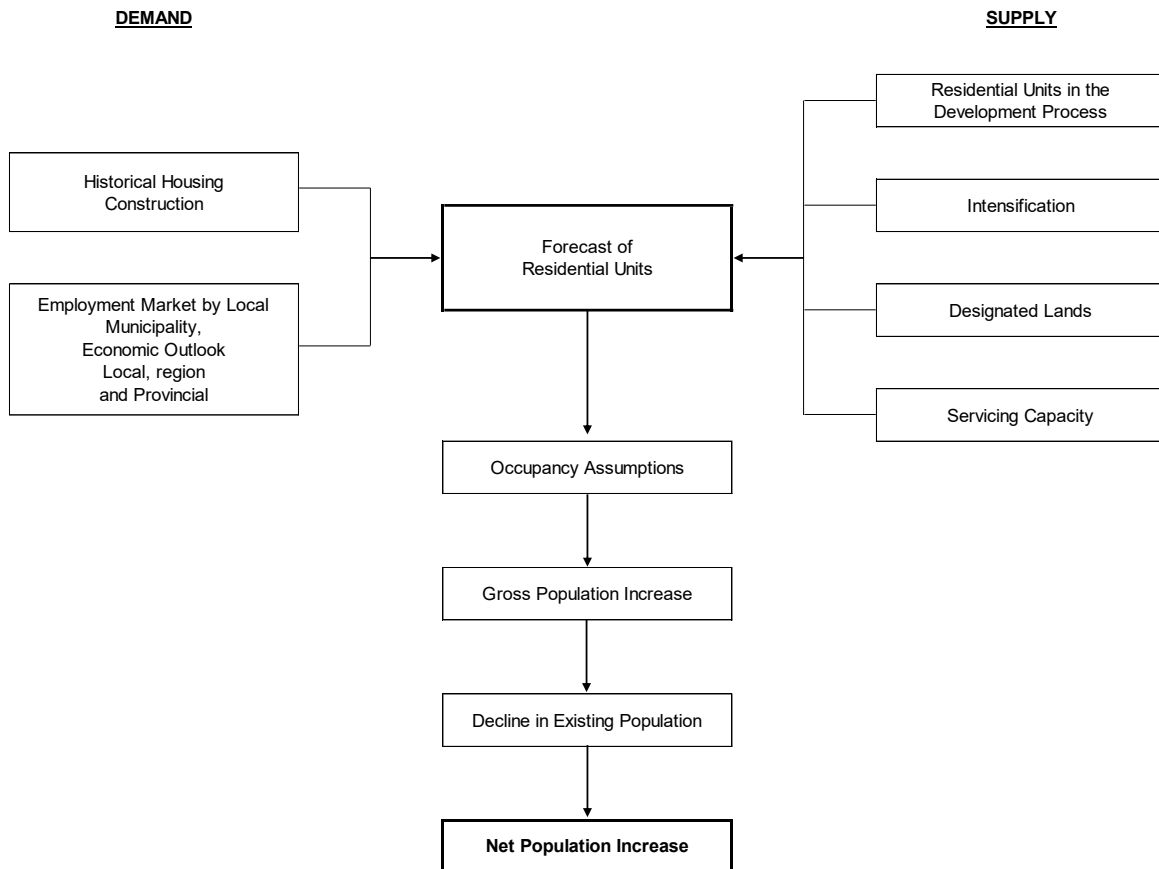 DEMAND
SUPPLY
Residential Units in the
Development Process
Historical Housing
Construction
Intensification
Forecast of
Residential Units
Employment Market by Local
Municipality,
Economic Outlook
Local, region
and Provincial
Designated Lands
Servicing Capacity
Occupancy Assumptions
Gross Population Increase
Decline in Existing Population
Net Population Increase